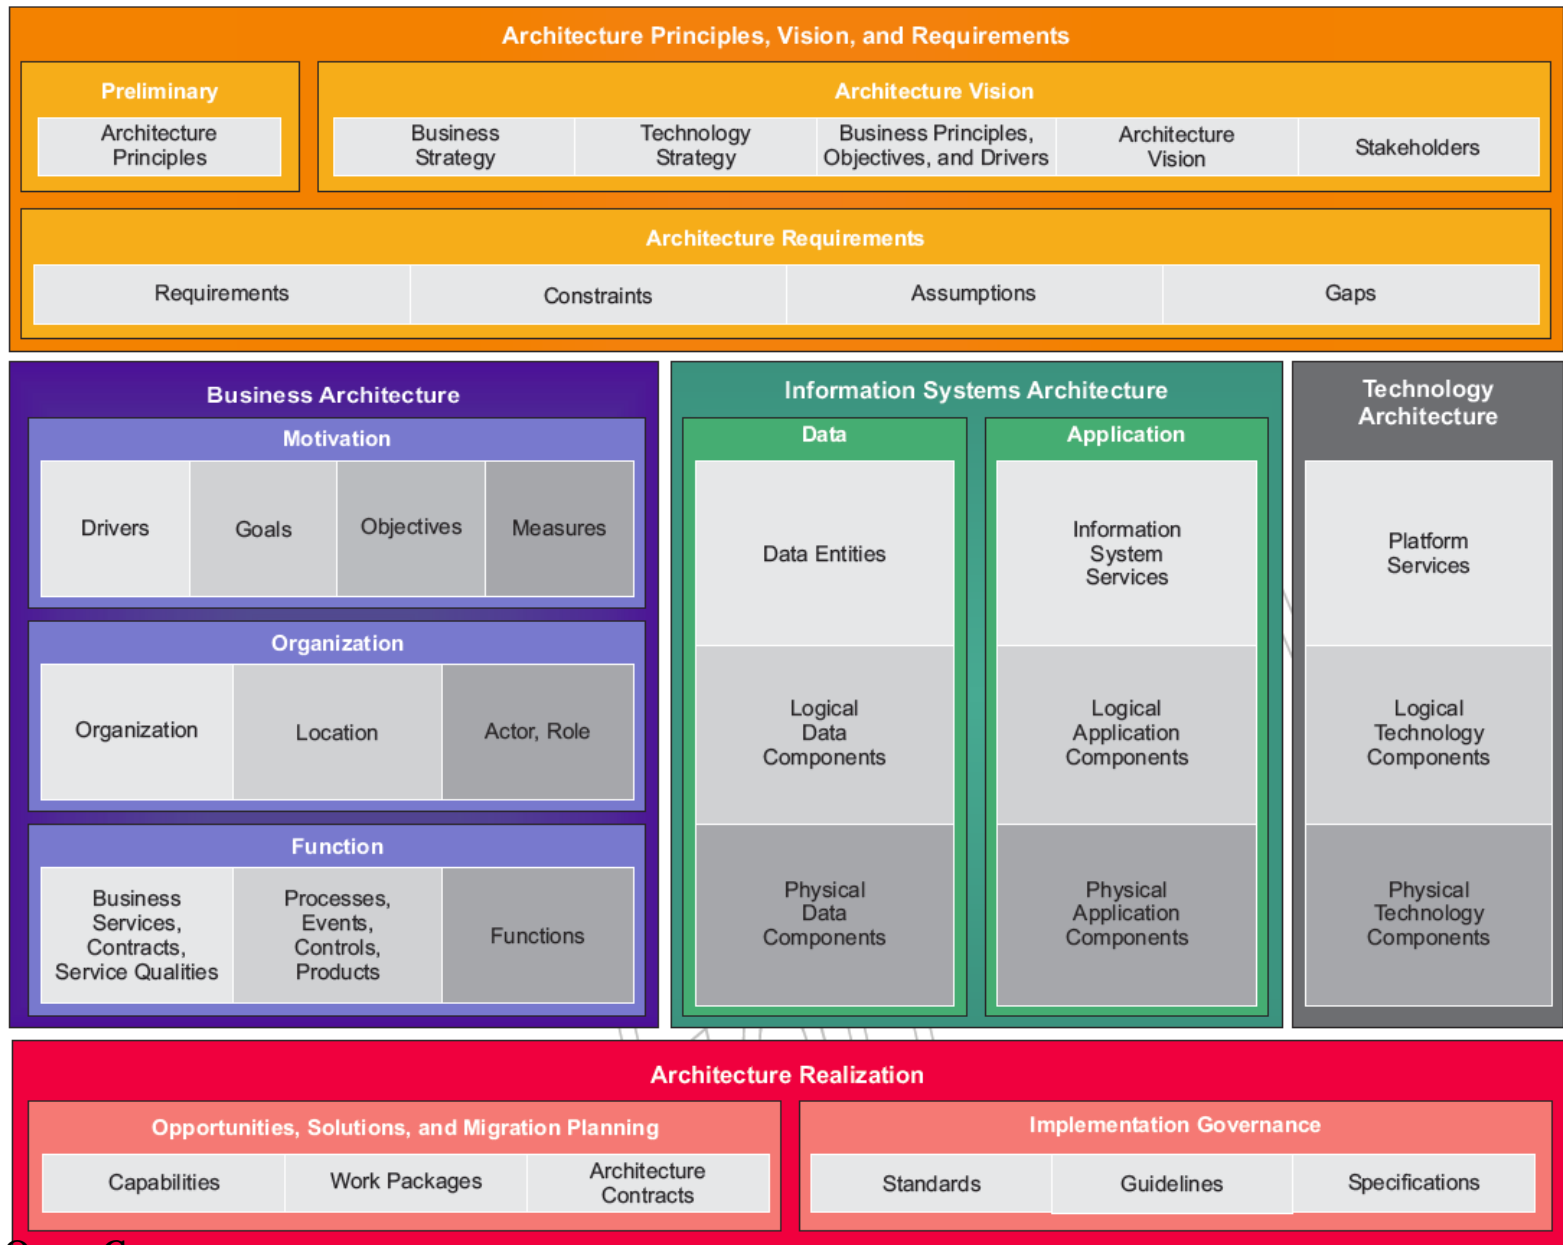 Architecture Principles, Vision, and Requirements
Preliminary
Architecture
Principles
Architecture Vision
Business
Strategy
Technology
Strategy
Business Principles,
Objectives, and Drivers
Architecture
Vision
Stakeholders
Architecture Requirements
Requirements
Constraints
Assumptions
Gaps
Business Architecture
Motivation
Drivers
Goals
Objectives
Measures
Organization
Organization
Location
Actor, Role
Function
Business
Services,
Contracts,
Service Qualities
Processes,
Events,
Controls,
Products
Functions
Information Systems Architecture
Data
Data Entities
Logical
Data
Components
Physical
Data
Components
Application
Information
System
Services
Logical
Application
Components
Physical
Application
Components
Technology
Architecture
Platform
Services
Logical
Technology
Components
Physical
Technology
Components
Architecture Realization
Opportunities, Solutions, and Migration Planning
Capabilities
Work Packages
Architecture
Contracts
Implementation Governance
Standards
Guidelines
Specifications